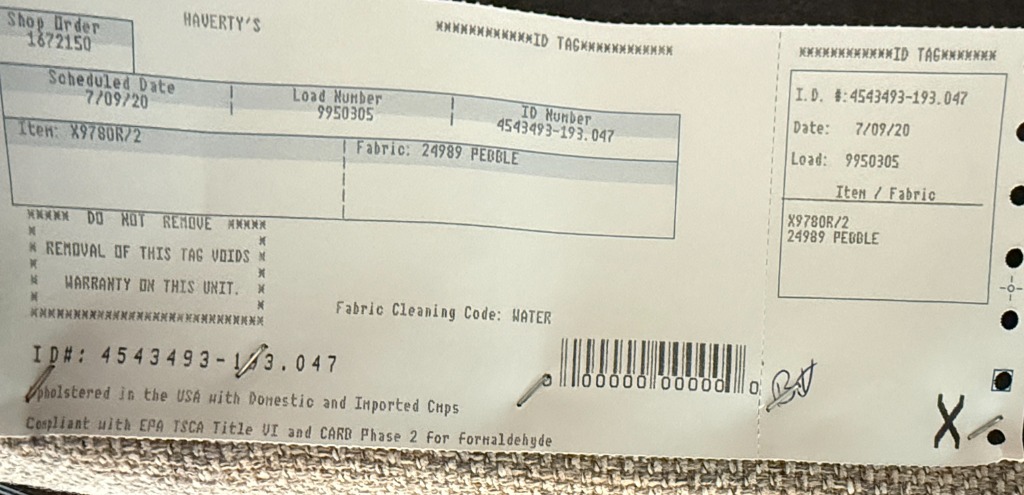 Shop Order
1672150
HAVERTY'S
************ID TAG************
Scheduled Date
7/09/20
Load Number
9950305
ID Number
4543493-193.047
Item: X9780R/2
Fabric: 24989 PEBBLE
***** DO NOT REMOVE *****
* REMOVAL OF THIS TAG VOIDS *
* WARRANTY ON THIS UNIT. *
***************************
Fabric Cleaning Code: WATER
ID#: 4543493-193.047
Upholstered in the USA with Domestic and Imported Cmps
Compliant with EPA TSCA Title VI and CARB Phase 2 for formaldehyde
0 00000 00000 0
X
************ID TAG*******
I.D. #:4543493-193.047
Date: 7/09/20
Load: 9950305
Item / Fabric
X9780R/2
24989 PEBBLE